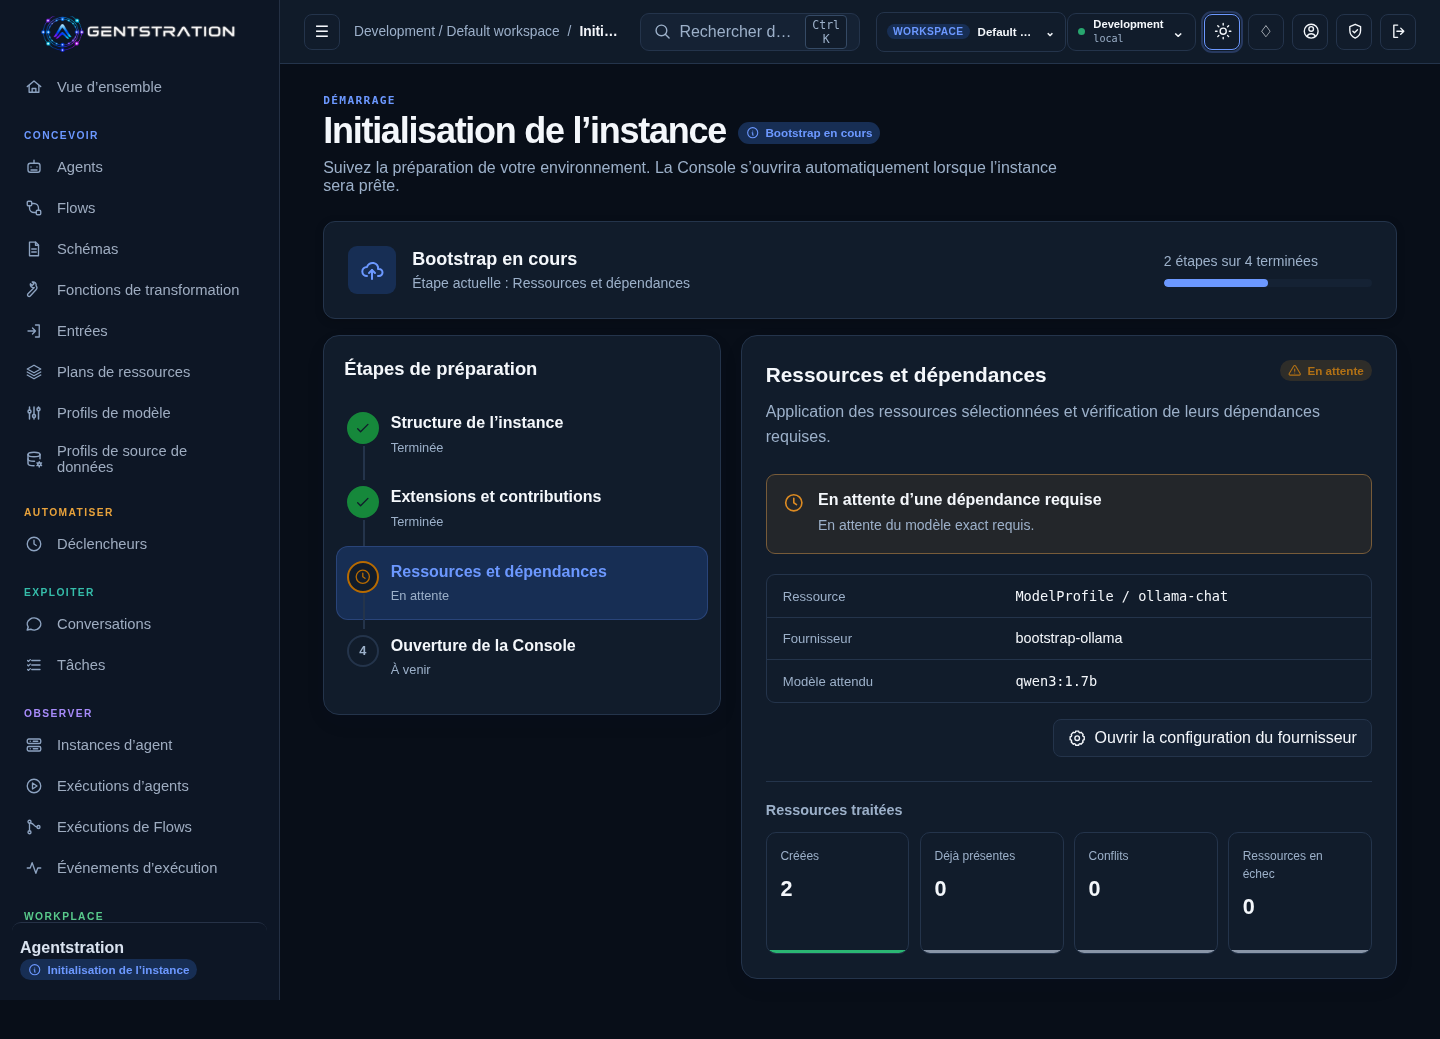 GENTSTRATION
Vue d’ensemble
CONCEVOIR
Agents
Flows
Schémas
Fonctions de transformation
Entrées
Plans de ressources
Profils de modèle
Profils de source de
données
AUTOMATISER
Déclencheurs
EXPLOITER
Conversations
Tâches
OBSERVER
Instances d’agent
Exécutions d’agents
Exécutions de Flows
Événements d’exécution
WORKPLACE
Agentstration
Initialisation de l’instance
Development / Default workspace / Initi…
Rechercher d…
Ctrl
K
WORKSPACE Default …
Development
local
DÉMARRAGE
Initialisation de l’instance
Bootstrap en cours
Suivez la préparation de votre environnement. La Console s’ouvrira automatiquement lorsque l’instance
sera prête.
Bootstrap en cours
Étape actuelle : Ressources et dépendances
2 étapes sur 4 terminées
Étapes de préparation
Structure de l’instance
Terminée
Extensions et contributions
Terminée
Ressources et dépendances
En attente
4
Ouverture de la Console
À venir
Ressources et dépendances
En attente
Application des ressources sélectionnées et vérification de leurs dépendances
requises.
En attente d’une dépendance requise
En attente du modèle exact requis.
Ressource ModelProfile / ollama-chat
Fournisseur bootstrap-ollama
Modèle attendu qwen3:1.7b
Ouvrir la configuration du fournisseur
Ressources traitées
Créées
2
Déjà présentes
0
Conflits
0
Ressources en
échec
0